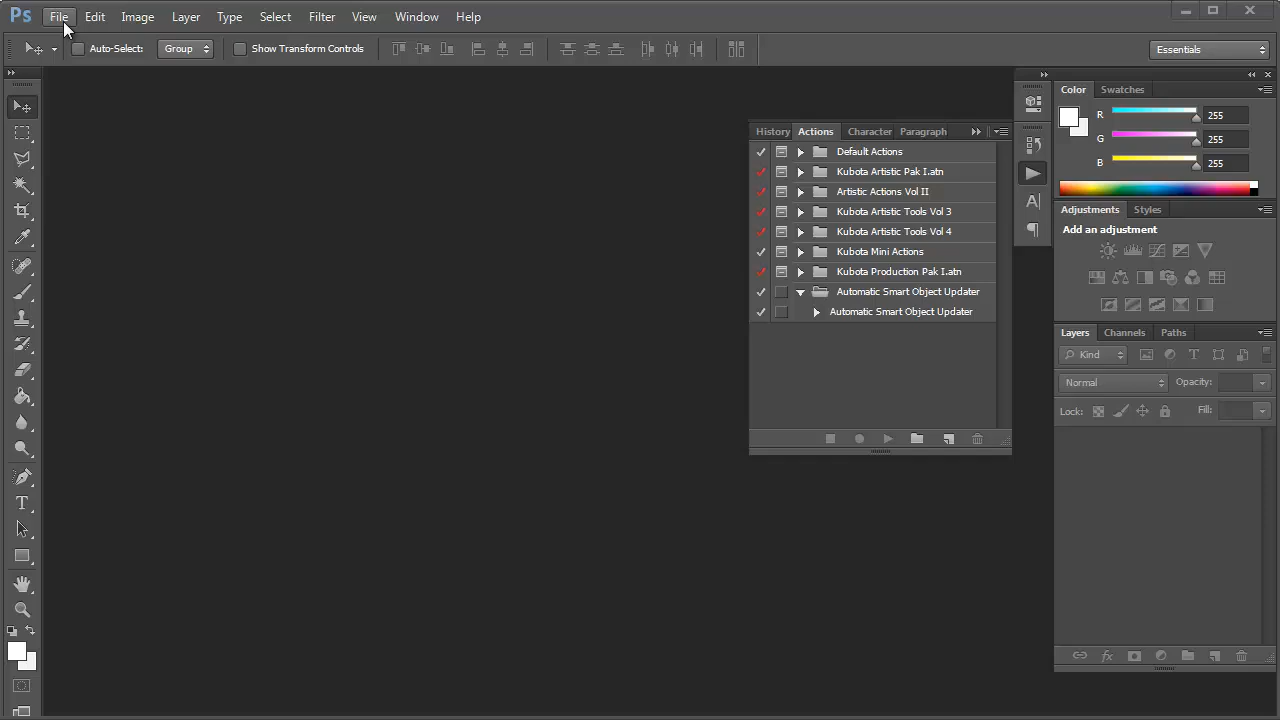 Ps File Edit Image Layer Type Select Filter View Window Help
Auto-Select: Group Show Transform Controls Essentials
Color Swatches
R 255
G 255
B 255
History Actions Character Paragraph
Default Actions
Kubota Artistic Pak I.atn
Artistic Actions Vol II
Kubota Artistic Tools Vol 3
Kubota Artistic Tools Vol 4
Kubota Mini Actions
Kubota Production Pak I.atn
Automatic Smart Object Updater
Automatic Smart Object Updater
Adjustments Styles
Add an adjustment
Layers Channels Paths
Kind
Normal Opacity:
Lock: Fill: